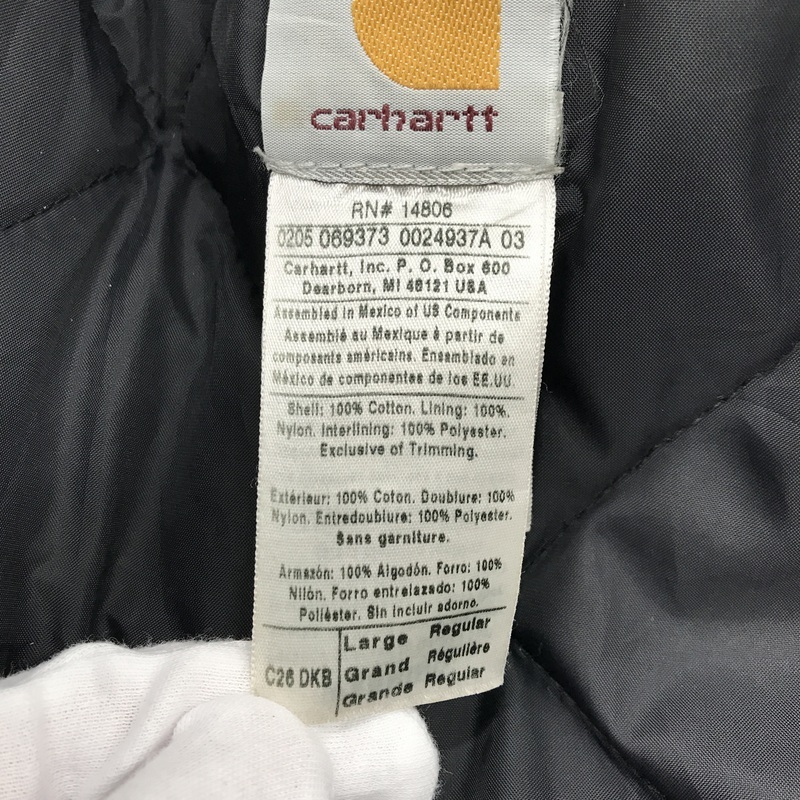 carhartt
RN# 14806
0205 069373 0024937A 03
Carhartt, Inc. P. O. Box 600
Dearborn, MI 48121 USA
Assembled in Mexico of US Components
Assemblé au Mexique à partir de
composants américains. Ensamblado en
México de componentes de los EE.UU.
Shell: 100% Cotton. Lining: 100%.
Nylon. Interlining: 100% Polyester.
Exclusive of Trimming.
Extérieur: 100% Coton. Doublure: 100%
Nylon. Entredoublure: 100% Polyester.
Sans garniture.
Armazón: 100% Algodón. Forro: 100%
Nilón. Forro entrelazado: 100%
Poliéster. Sin incluir adorno.
C26 DKB
Large Regular
Grand Régulière
Grande Regular